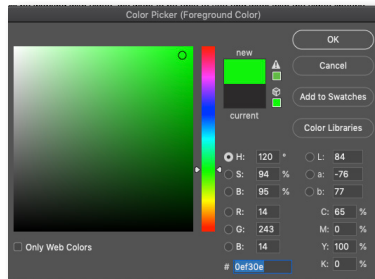 Color Picker (Foreground Color)
new
current
OK
Cancel
Add to Swatches
Color Libraries
H: 120 °
S: 94 %
B: 95 %
R: 14
G: 243
B: 14
# 0ef30e
L: 84
a: -76
b: 77
C: 65 %
M: 0 %
Y: 100 %
K: 0 %
Only Web Colors